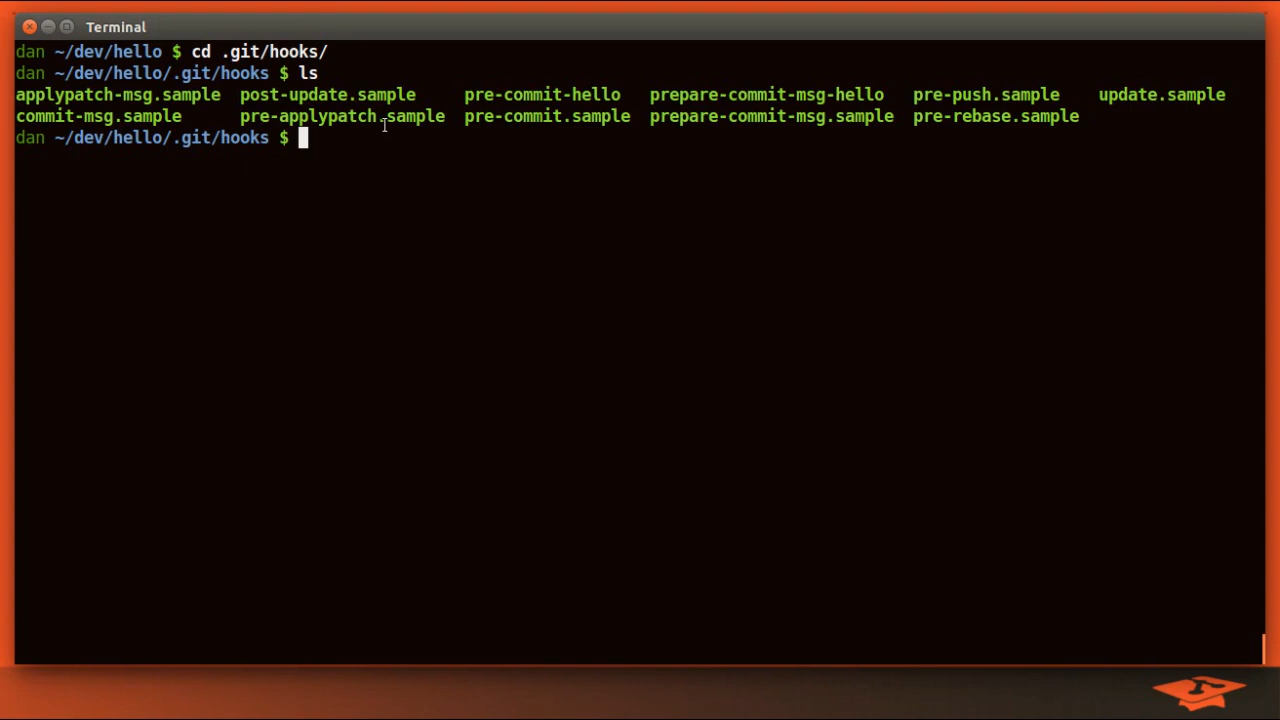 Terminal
dan ~/dev/hello $ cd .git/hooks/
dan ~/dev/hello/.git/hooks $ ls
applypatch-msg.sample  post-update.sample     pre-commit-hello   prepare-commit-msg-hello   pre-push.sample    update.sample
commit-msg.sample      pre-applypatch.sample  pre-commit.sample  prepare-commit-msg.sample  pre-rebase.sample
dan ~/dev/hello/.git/hooks $